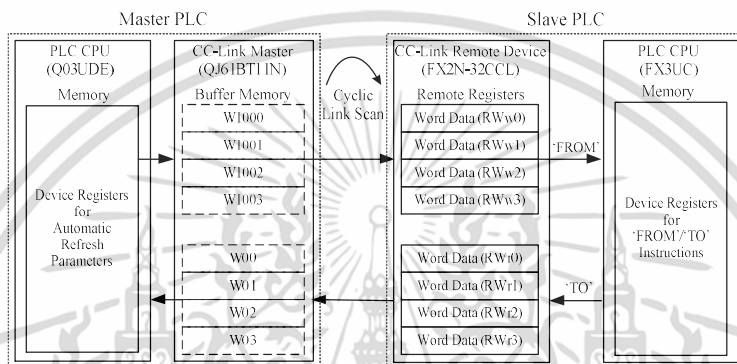 Master PLC
Slave PLC
PLC CPU
(Q03UDE)
Memory
Device Registers
for
Automatic
Refresh
Parameters
CC-Link Master
(QJ61BT11N)
Buffer Memory
W1000
W1001
W1002
W1003
W00
W01
W02
W03
Cyclic
Link Scan
CC-Link Remote Device
(FX2N-32CCL)
Remote Registers
Word Data (RWw0)
Word Data (RWw1)
Word Data (RWw2)
Word Data (RWw3)
Word Data (RWr0)
Word Data (RWr1)
Word Data (RWr2)
Word Data (RWr3)
'FROM'
'TO'
PLC CPU
(FX3UC)
Memory
Device Registers
for
'FROM'/'TO'
Instructions